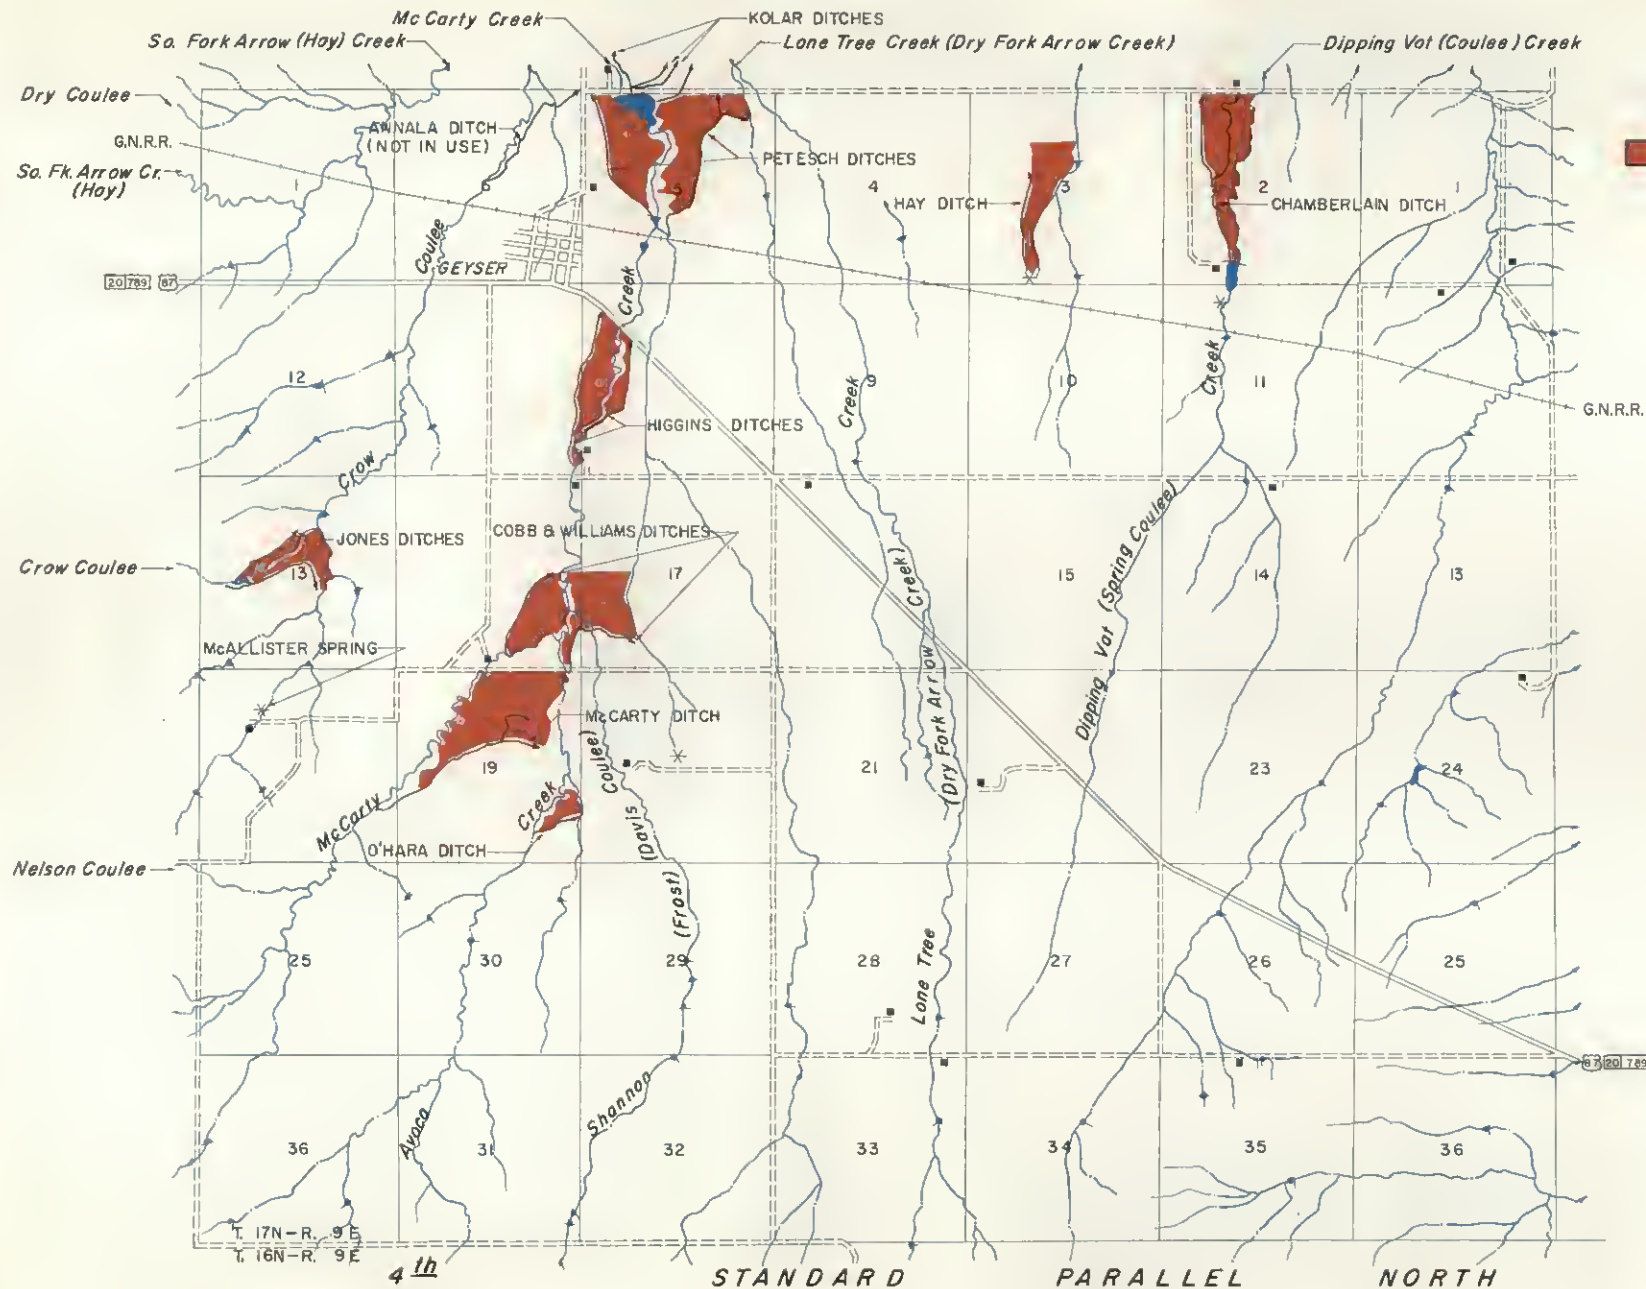 Mc Carty Creek
KOLAR DITCHES
So. Fork Arrow (Hay) Creek
Lone Tree Creek (Dry Fork Arrow Creek)
Dipping Vat (Coulee) Creek
Dry Coulee
ANNALA DITCH
(NOT IN USE)
G.N.R.R.
PETESCH DITCHES
So. Fk. Arrow Cr.
(Hay)
1
6
5
4
3
2
1
HAY DITCH
CHAMBERLAIN DITCH
Coulee
GEYSER
20 789 87
Creek
12
9
10
11
Creek
Creek
G.N.R.R.
HIGGINS DITCHES
Crow
COBB & WILLIAMS DITCHES
JONES DITCHES
Crow Coulee
13
17
15
14
13
Creek)
Dipping Vat (Spring Coulee)
McALLISTER SPRING
McCARTY DITCH
19
21
23
24
(Dry Fork Arrow
Coulee)
Creek
McCarty
(Davis
O'HARA DITCH
Nelson Coulee
(Frost)
25
30
29
28
27
26
25
Lone Tree
87 20 789
Shannon
Avoca
36
31
32
33
34
35
36
T. 17N-R. 9E
T. 16N-R. 9E
4th STANDARD PARALLEL NORTH